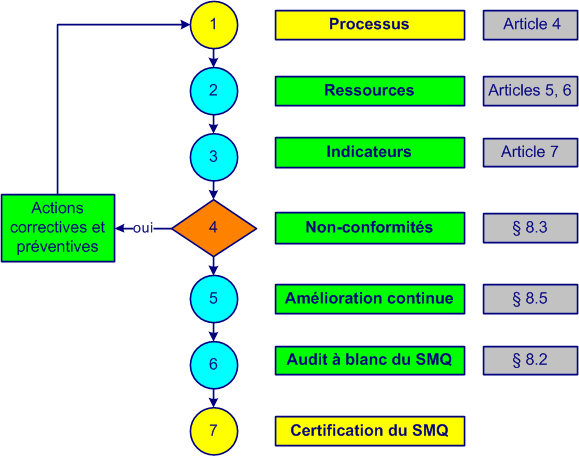 1 Processus Article 4
2 Ressources Articles 5, 6
3 Indicateurs Article 7
Actions
correctives et
préventives
oui
4 Non-conformités § 8.3
5 Amélioration continue § 8.5
6 Audit à blanc du SMQ § 8.2
7 Certification du SMQ